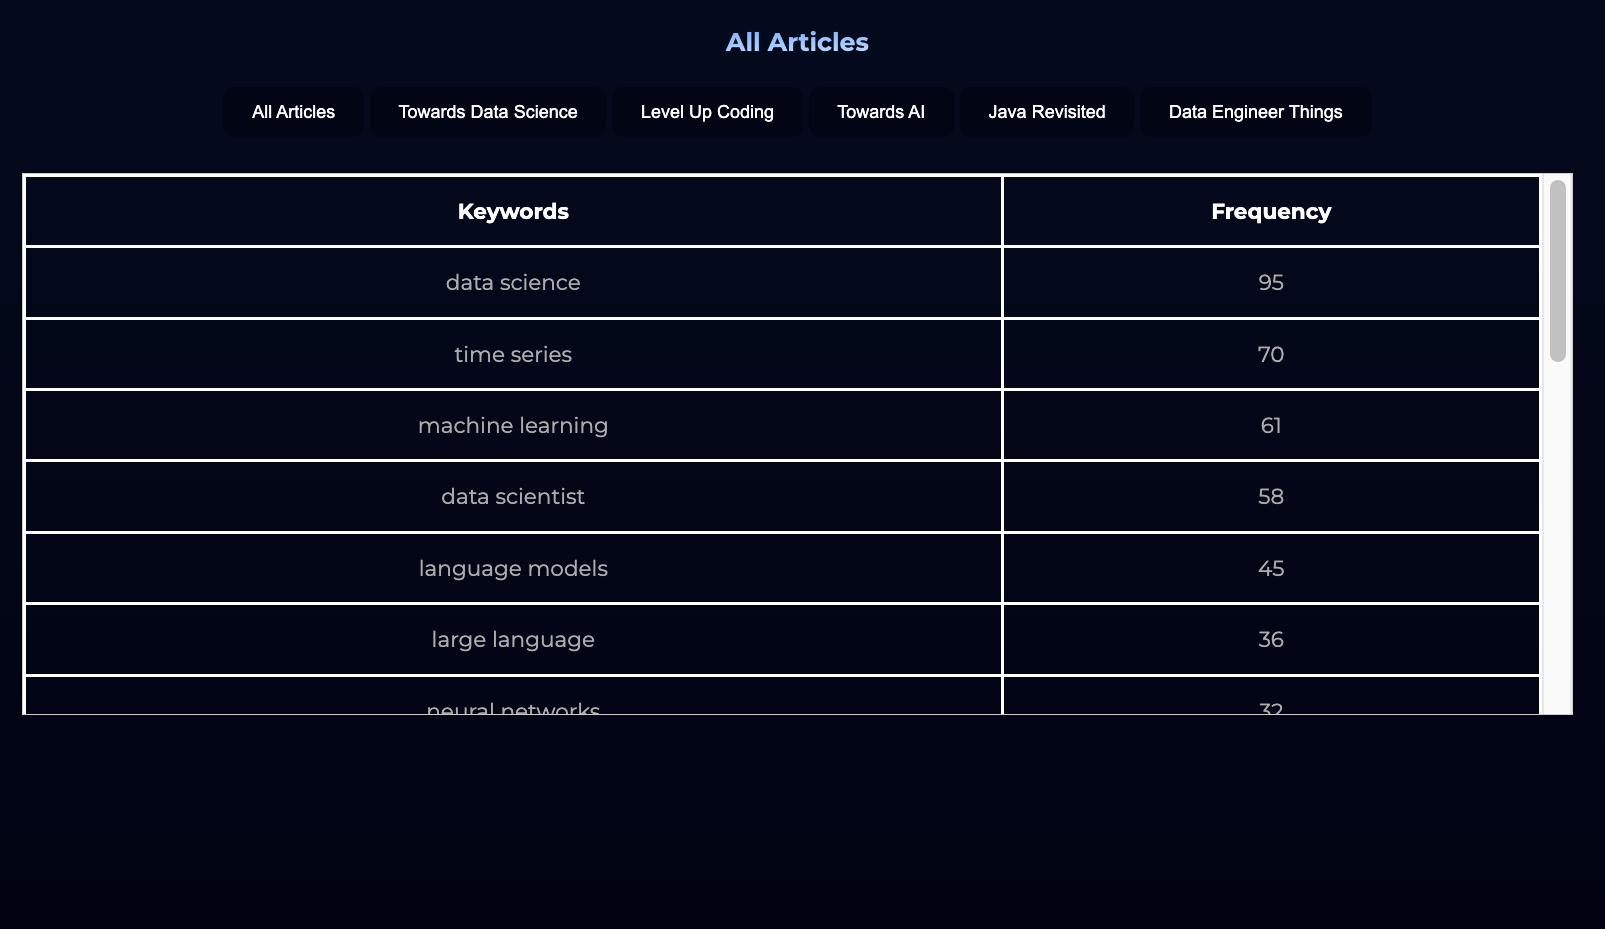 All Articles
All Articles Towards Data Science Level Up Coding Towards AI Java Revisited Data Engineer Things
Keywords Frequency
data science 95
time series 70
machine learning 61
data scientist 58
language models 45
large language 36
neural networks 32